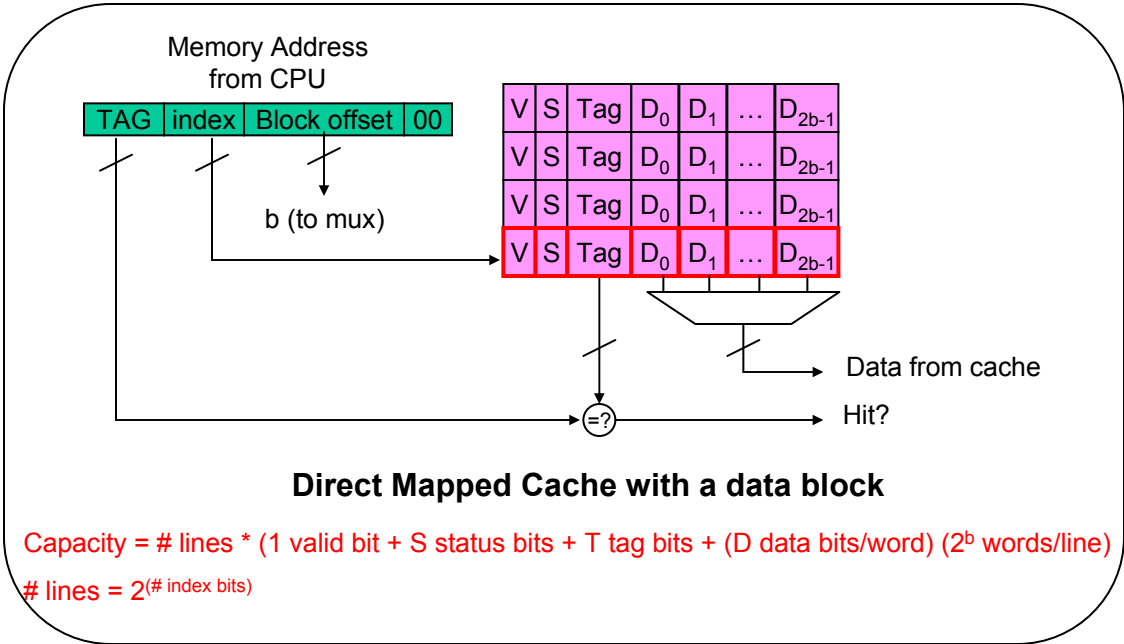 Memory Address
from CPU
TAG index Block offset 00
b (to mux)
V S Tag D₀ D₁ … D₂b-1
V S Tag D₀ D₁ … D₂b-1
V S Tag D₀ D₁ … D₂b-1
V S Tag D₀ D₁ … D₂b-1
Data from cache
=?
Hit?
Direct Mapped Cache with a data block
Capacity = # lines * (1 valid bit + S status bits + T tag bits + (D data bits/word) (2ᵇ words/line)
# lines = 2(# index bits)